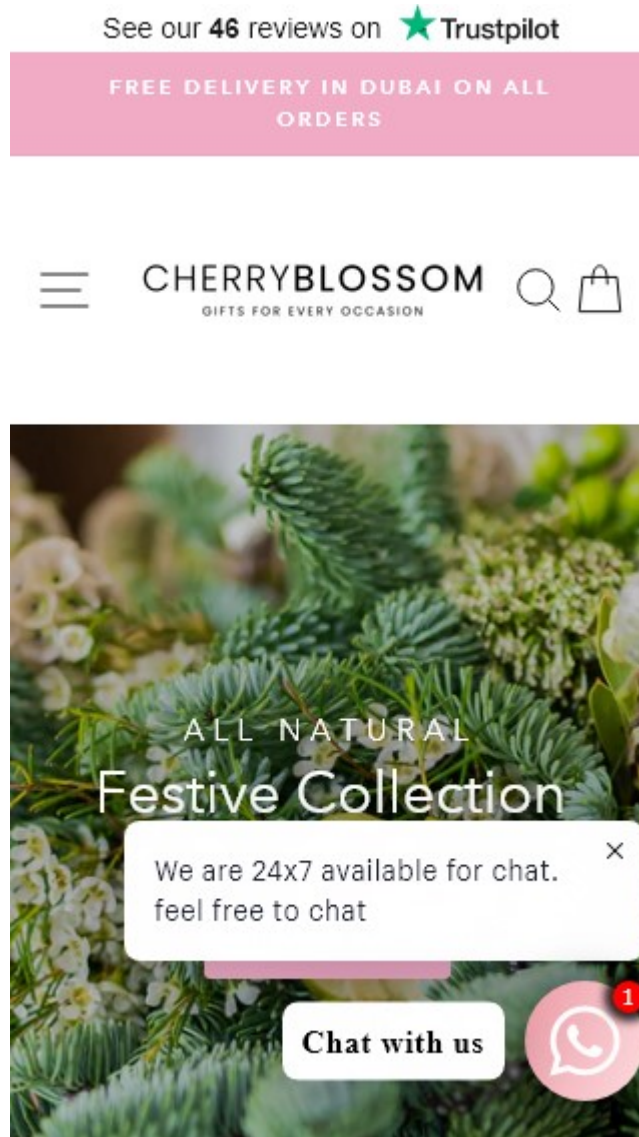 See our 46 reviews on Trustpilot
FREE DELIVERY IN DUBAI ON ALL
ORDERS
CHERRYBLOSSOM
GIFTS FOR EVERY OCCASION
ALL NATURAL
Festive Collection
We are 24x7 available for chat.
feel free to chat
Chat with us
1